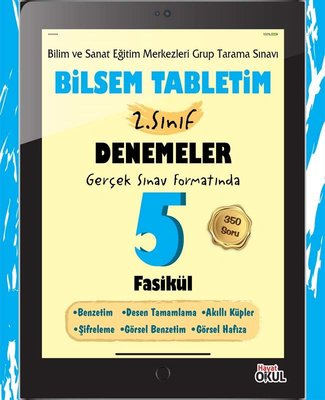 Bilim ve Sanat Eğitim Merkezleri Grup Tarama Sınavı
BİLSEM TABLETİM
2.Sınıf
DENEMELER
Gerçek Sınav Formatında
5
350
Soru
Fasikül
•Benzetim •Desen Tamamlama •Akıllı Küpler
•Şifreleme •Görsel Benzetim •Görsel Hafıza
Hayat
OKUL